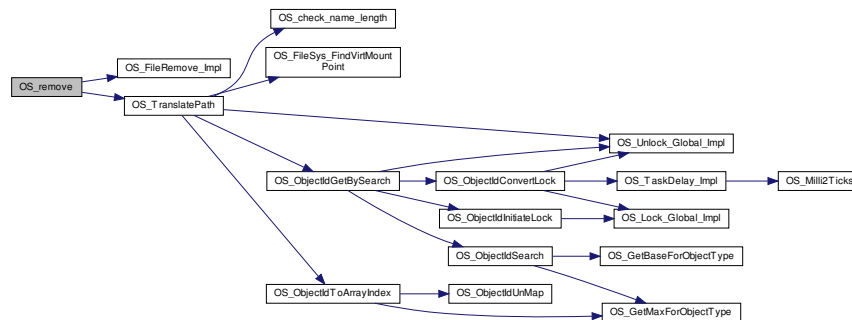 OS_check_name_length
OS_FileSys_FindVirtMount
Point
OS_FileRemove_Impl
OS_remove
OS_TranslatePath
OS_Unlock_Global_Impl
OS_ObjectIdGetBySearch
OS_ObjectIdConvertLock
OS_TaskDelay_Impl
OS_Milli2Ticks
OS_ObjectIdInitiateLock
OS_Lock_Global_Impl
OS_ObjectIdSearch
OS_GetBaseForObjectType
OS_ObjectIdToArrayIndex
OS_ObjectIdUnMap
OS_GetMaxForObjectType